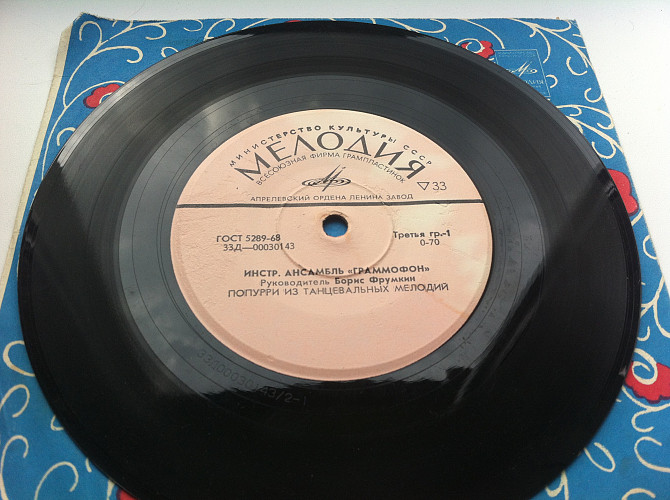 МИНИСТЕРСТВО КУЛЬТУРЫ СССР
МЕЛОДИЯ
ВСЕСОЮЗНАЯ ФИРМА ГРАМПЛАСТИНОК
▽33
АПРЕЛЕВСКИЙ ОРДЕНА ЛЕНИНА ЗАВОД
ГОСТ 5289-68
Третья гр.-1
33Д—00030143
0-70
ИНСТР. АНСАМБЛЬ «ГРАММОФОН»
Руководитель Борис Фрумкин
ПОПУРРИ ИЗ ТАНЦЕВАЛЬНЫХ МЕЛОДИЙ